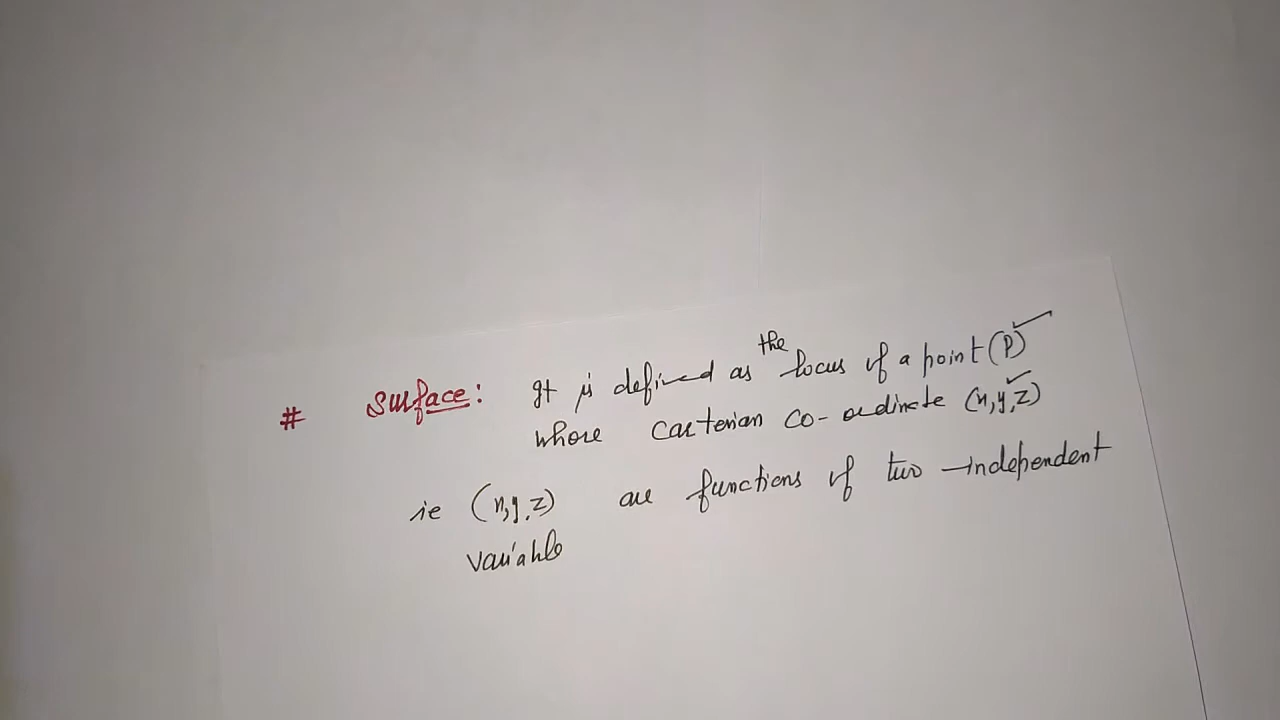 # Surface: It is defined as the locus of a point (P)
whose cartesian co-ordinate (x,y,z)
ie (x,y,z) are functions of two independent
variable